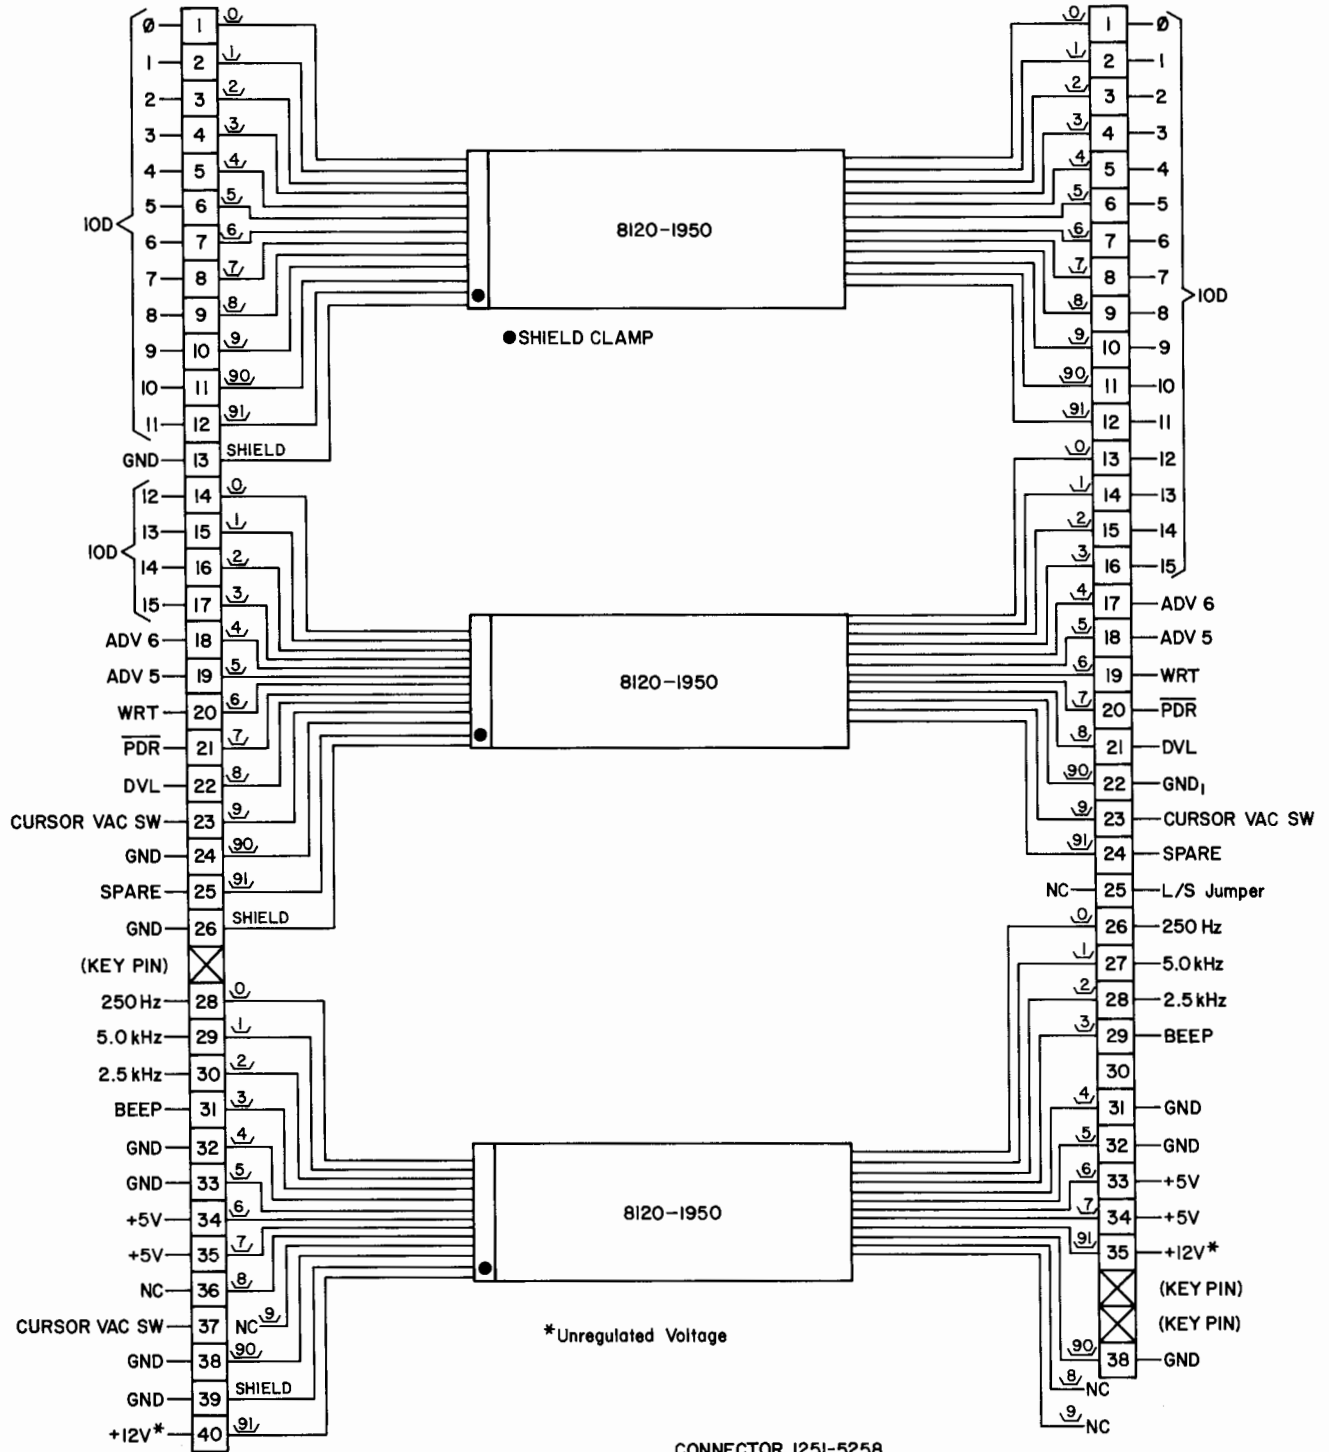 Ø 1 0 0 1 Ø
1 2 1 1 2 1
2 3 2 2 3 2
3 4 3 3 4 3
4 5 4 4 5 4
5 6 5 5 6 5
IOD
6 7 6 6 7 6
8120-1950
7 8 7 7 8 7
IOD
8 9 8 8 9 8
SHIELD CLAMP
9 10 9 9 10 9
10 11 90 90 11 10
11 12 91 91 12 11
GND 13 SHIELD 0 13 12
12 14 0 1 14 13
13 15 1 2 15 14
IOD
14 16 2 3 16 15
15 17 3 4 17 ADV 6
ADV 6 18 4 5 18 ADV 5
ADV 5 19 5 8120-1950 6 19 WRT
WRT 20 6 7 20 PDR
PDR 21 7 8 21 DVL
DVL 22 8 90 22 GND1
CURSOR VAC SW 23 9 9 23 CURSOR VAC SW
GND 24 90 91 24 SPARE
SPARE 25 91 NC 25 L/S Jumper
GND 26 SHIELD 0 26 250 Hz
(KEY PIN) 1 27 5.0 kHz
250 Hz 28 0 2 28 2.5 kHz
5.0 kHz 29 1 3 29 BEEP
2.5 kHz 30 2 30
BEEP 31 3 4 31 GND
GND 32 4 5 32 GND
GND 33 5 6 33 +5V
+5V 34 6 8120-1950 7 34 +5V
+5V 35 7 91 35 +12V*
NC 36 8 (KEY PIN)
CURSOR VAC SW 37 NC 9 (KEY PIN)
*Unregulated Voltage
GND 38 90 90 38 GND
GND 39 SHIELD 8 NC
+12V* 40 91 9 NC
CONNECTOR 1251-5258